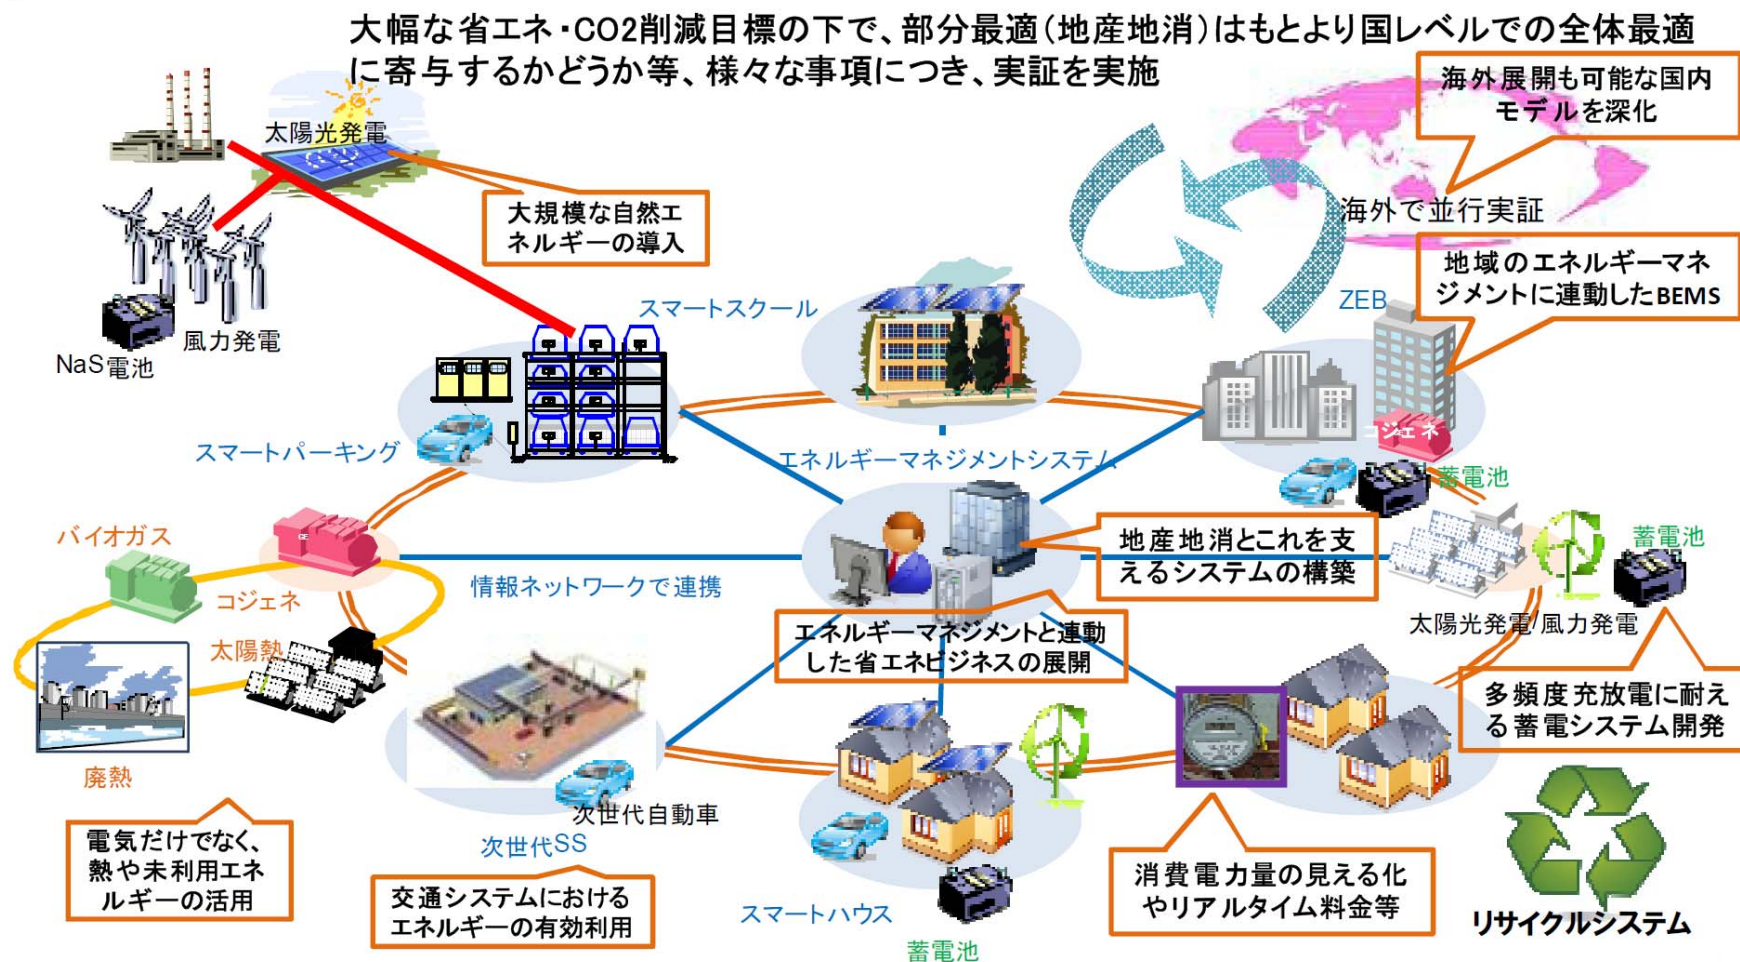 大幅な省エネ・CO2削減目標の下で、部分最適(地産地消)はもとより国レベルでの全体最適
に寄与するかどうか等、様々な事項につき、実証を実施
海外展開も可能な国内
モデルを深化
太陽光発電
大規模な自然エ
ネルギーの導入
海外で並行実証
地域のエネルギーマネ
ジメントに連動したBEMS
ZEB
スマートスクール
風力発電
NaS電池
スマートパーキング
エネルギーマネジメントシステム
コジェネ
蓄電池
バイオガス
GE
コジェネ
情報ネットワークで連携
地産地消とこれを支
えるシステムの構築
蓄電池
太陽光発電/風力発電
太陽熱
エネルギーマネジメントと連動
した省エネビジネスの展開
多頻度充放電に耐え
る蓄電システム開発
廃熱
次世代自動車
次世代SS
電気だけでなく、
熱や未利用エネ
ルギーの活用
交通システムにおける
エネルギーの有効利用
スマートハウス
蓄電池
消費電力量の見える化
やリアルタイム料金等
リサイクルシステム